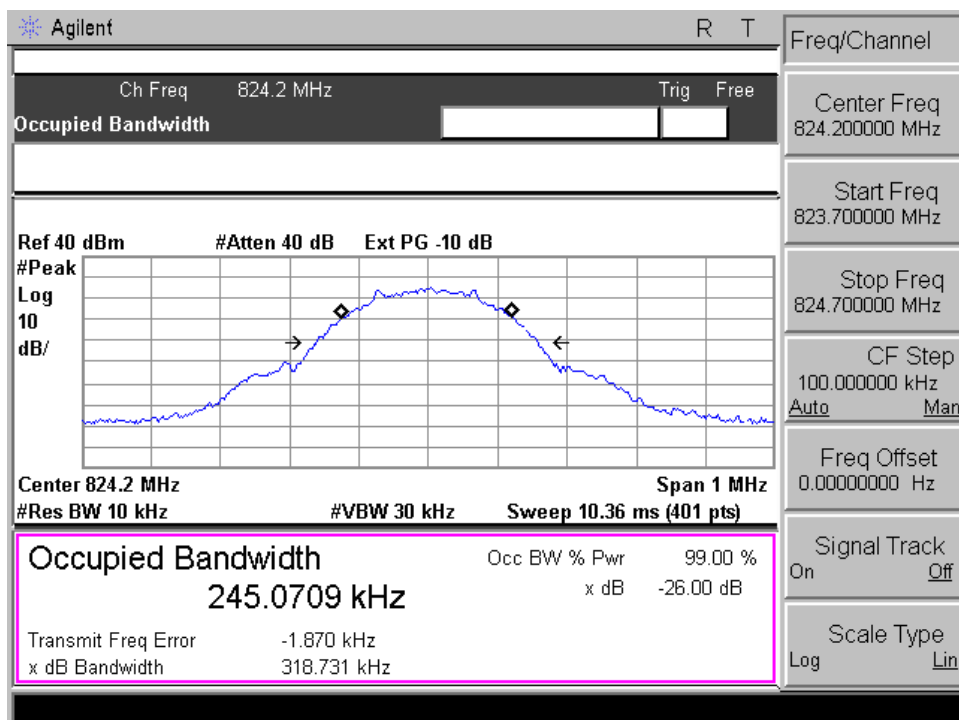 Agilent R T
Ch Freq 824.2 MHz Trig Free
Occupied Bandwidth
Ref 40 dBm #Atten 40 dB Ext PG -10 dB
#Peak
Log
10
dB/
Center 824.2 MHz Span 1 MHz
#Res BW 10 kHz #VBW 30 kHz Sweep 10.36 ms (401 pts)
Occupied Bandwidth Occ BW % Pwr 99.00 %
245.0709 kHz x dB -26.00 dB
Transmit Freq Error -1.870 kHz
x dB Bandwidth 318.731 kHz
Freq/Channel
Center Freq
824.200000 MHz
Start Freq
823.700000 MHz
Stop Freq
824.700000 MHz
CF Step
100.000000 kHz
Auto Man
Freq Offset
0.00000000 Hz
Signal Track
On Off
Scale Type
Log Lin